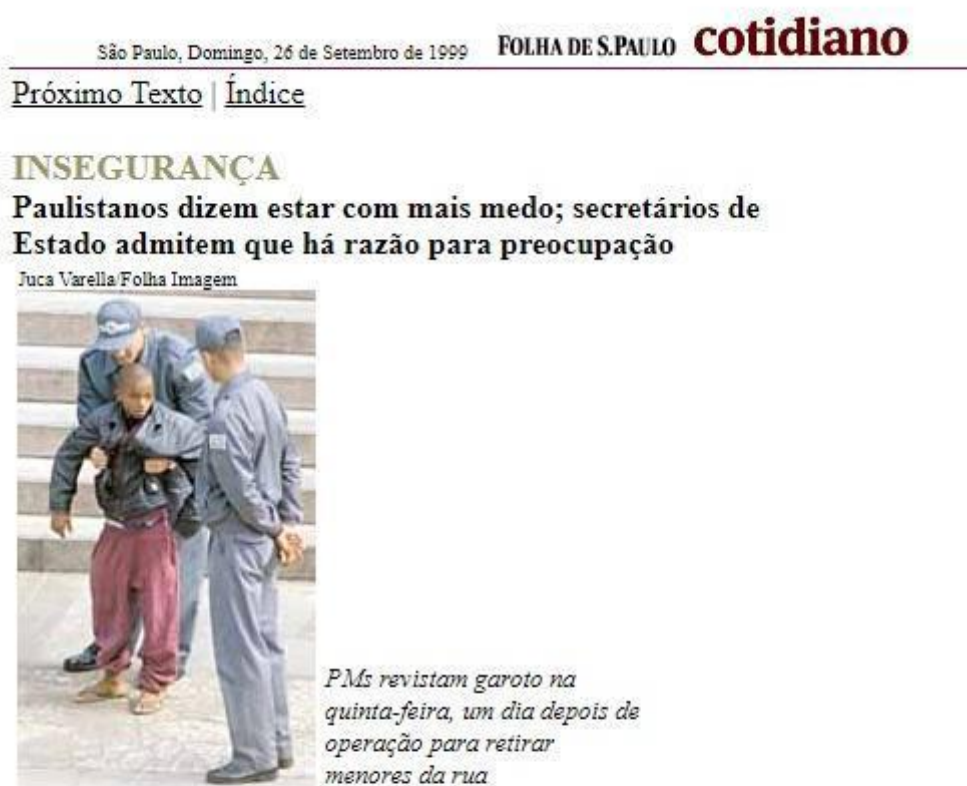 São Paulo, Domingo, 26 de Setembro de 1999 FOLHA DE S.PAULO cotidiano
Próximo Texto | Índice
INSEGURANÇA
Paulistanos dizem estar com mais medo; secretários de
Estado admitem que há razão para preocupação
Juca Varella/Folha Imagem
PMs revistam garoto na
quinta-feira, um dia depois de
operação para retirar
menores da rua